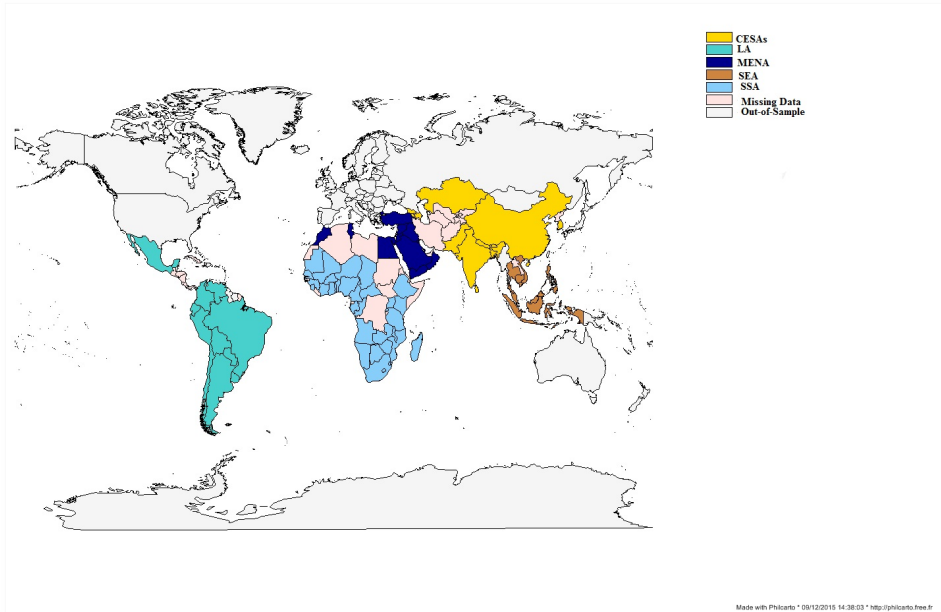 CESAs
LA
MENA
SEA
SSA
Missing Data
Out-of-Sample
Made with Philcarto * 09/12/2015 14:38:03 * http://philcarto.free.fr